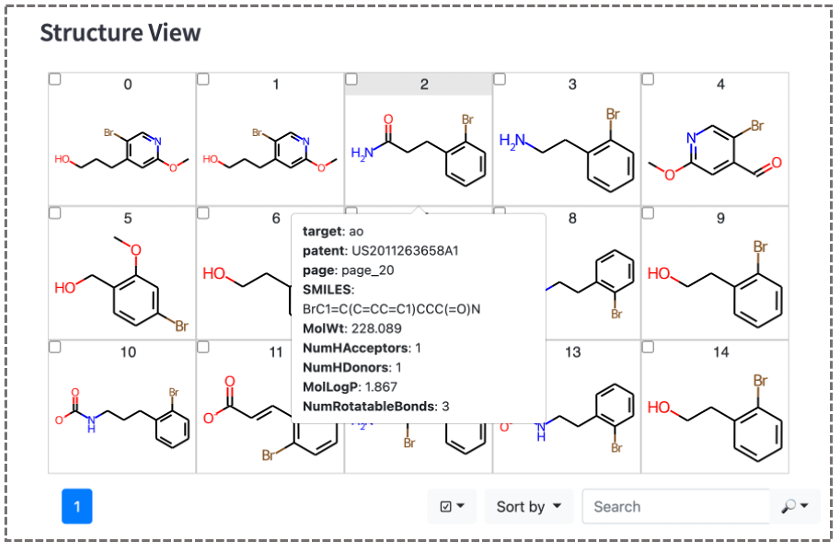 Structure View
0
1
2
3
4
Br
N
HO
O
Br
N
HO
O
O
Br
H2N
Br
H2N
N
Br
O
O
5
6
8
9
O
HO
Br
HO
Br
Br
HO
target: ao
patent: US2011263658A1
page: page_20
SMILES:
BrC1=C(C=CC=C1)CCC(=O)N
MolWt: 228.089
NumHAcceptors: 1
NumHDonors: 1
MolLogP: 1.867
NumRotatableBonds: 3
10
11
13
14
O
O
N
H
Br
O
O
Br
Br
N
H
Br
Br
HO
1
Sort by
Search